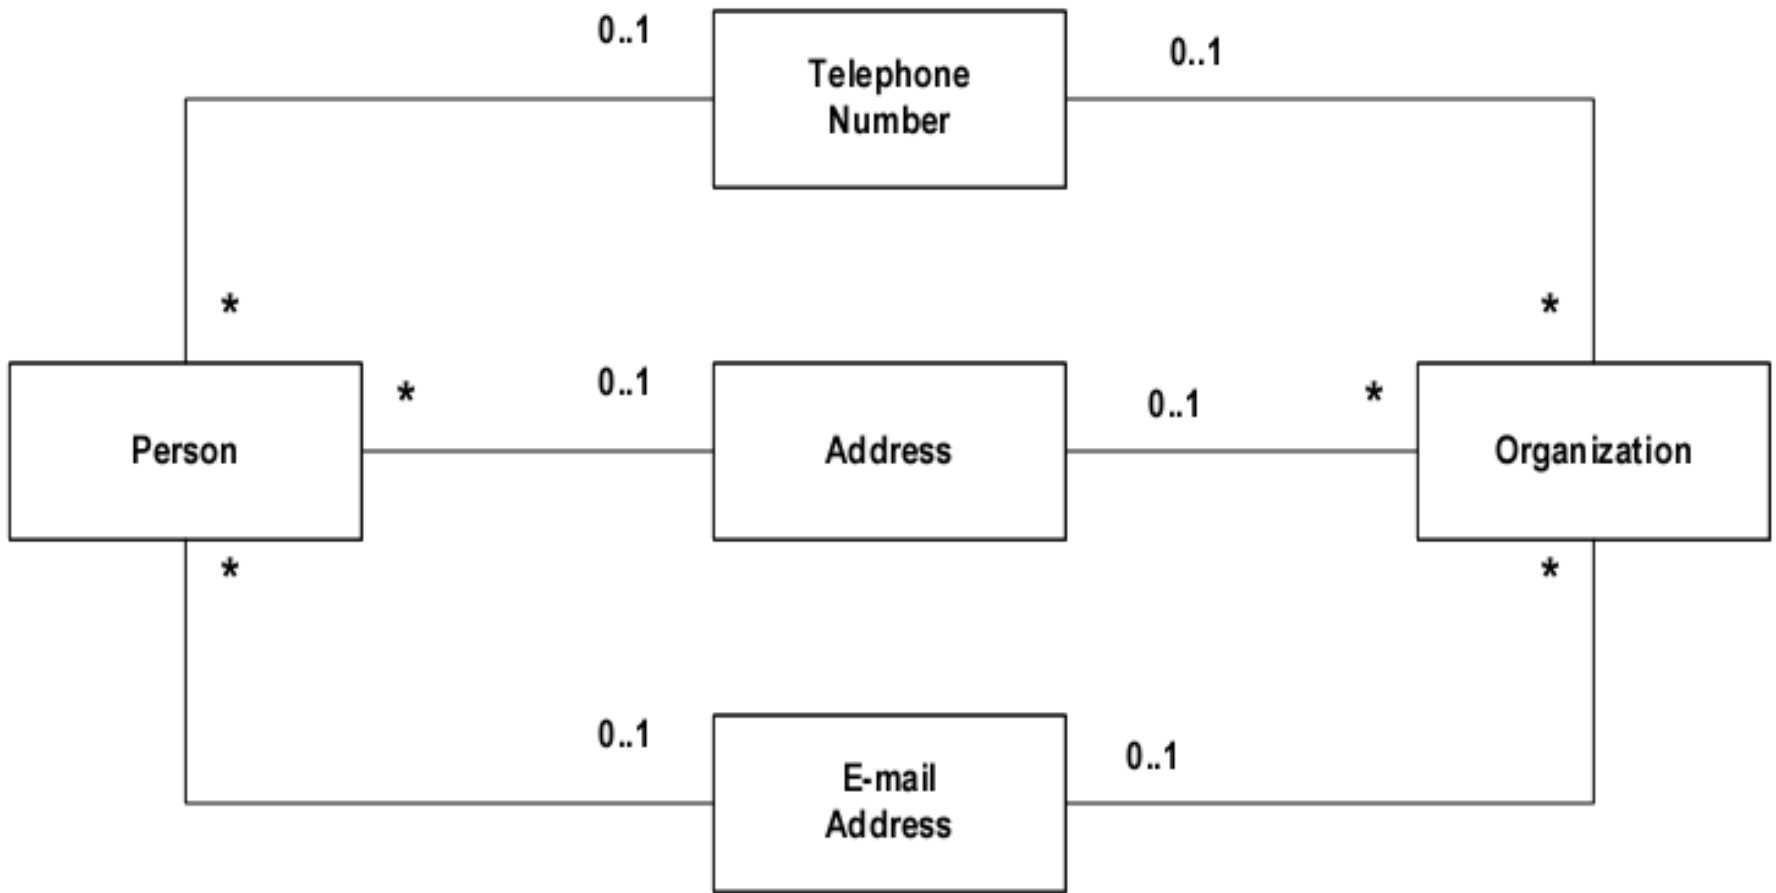 0..1
Telephone
Number
0..1
*
*
Person
*
0..1
Address
0..1
*
Organization
*
*
0..1
E-mail
Address
0..1